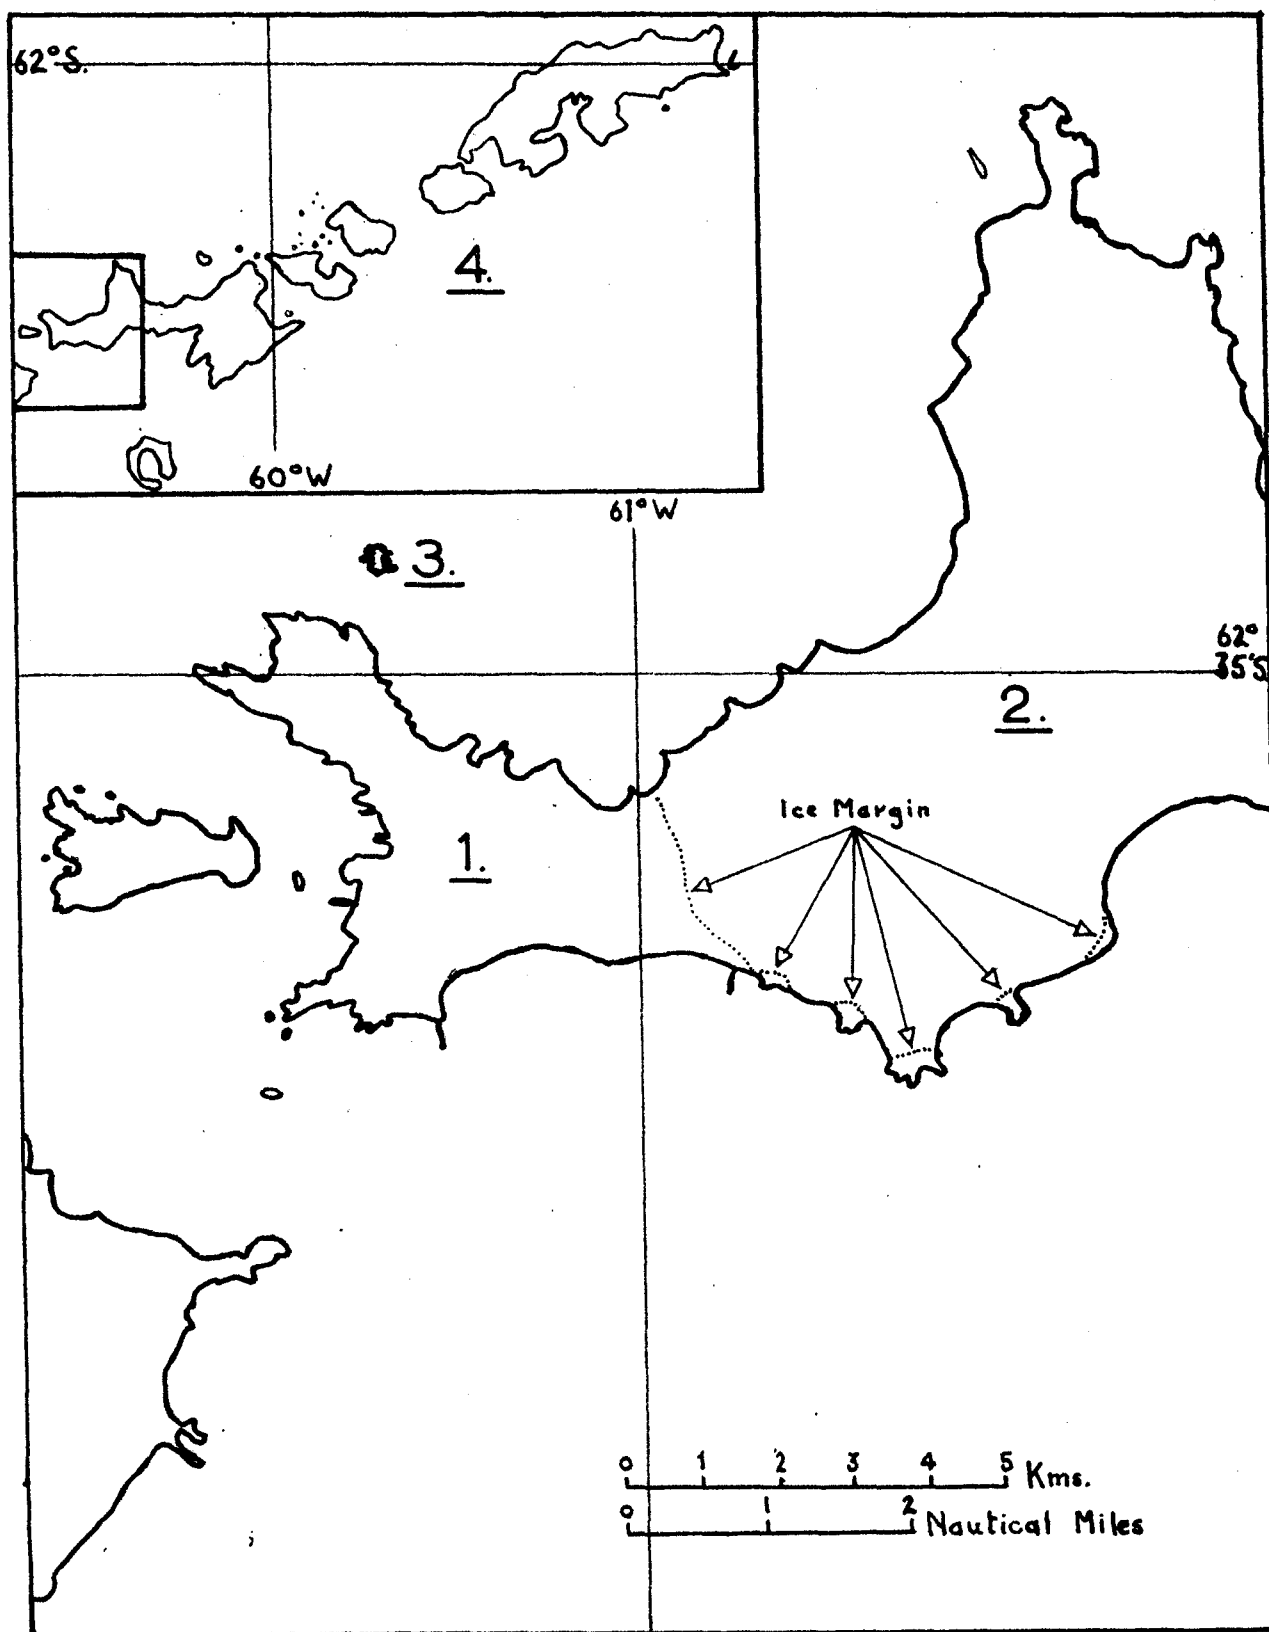 62°S.
4.
60°W
61°W
3.
62°
35'S
2.
Ice Margin
1.
0 1 2 3 4 5 Kms.
0 1 2 Nautical Miles